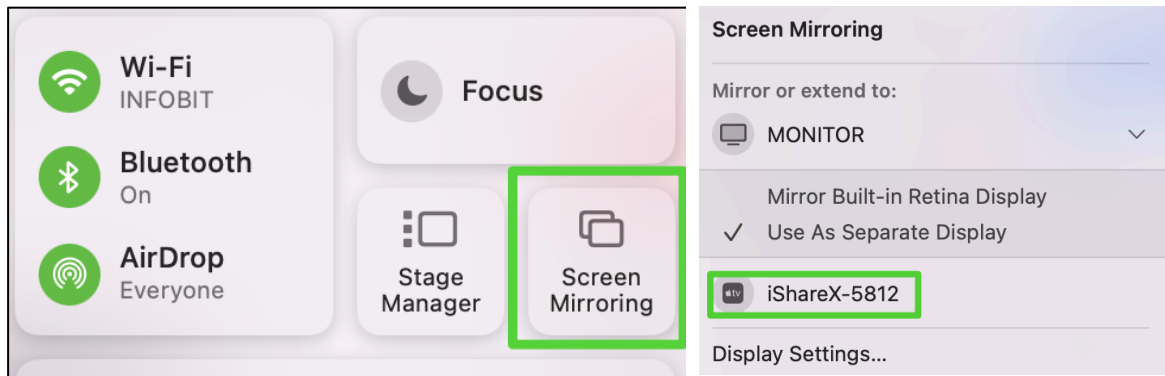 Wi-Fi
INFOBIT
Bluetooth
On
AirDrop
Everyone
Focus
Stage
Manager
Screen
Mirroring
Screen Mirroring
Mirror or extend to:
MONITOR
Mirror Built-in Retina Display
Use As Separate Display
tv
iShareX-5812
Display Settings...